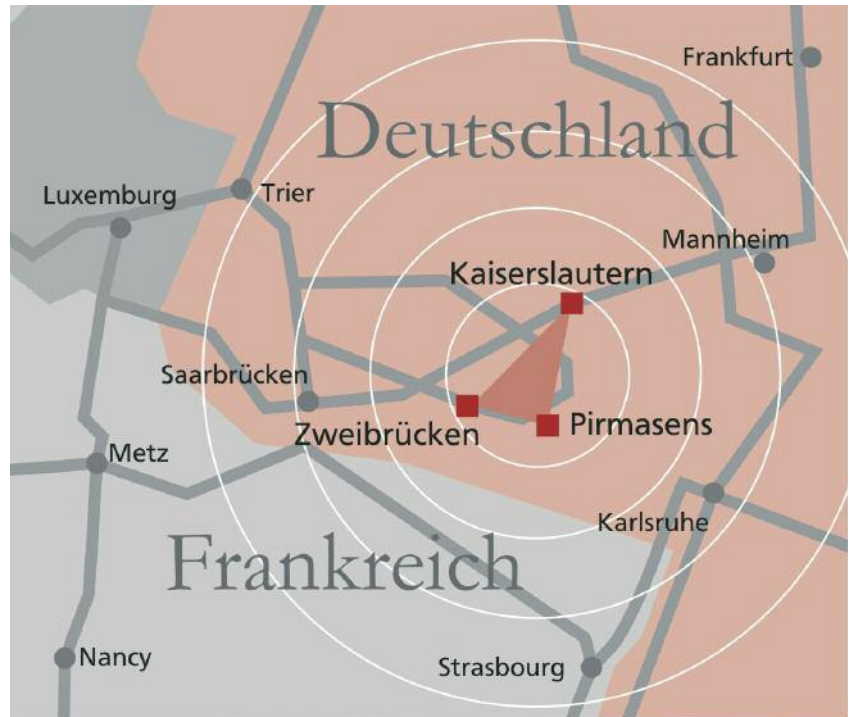 Frankfurt
Deutschland
Luxemburg
Trier
Mannheim
Kaiserslautern
Saarbrücken
Zweibrücken
Pirmasens
Metz
Karlsruhe
Frankreich
Nancy
Strasbourg